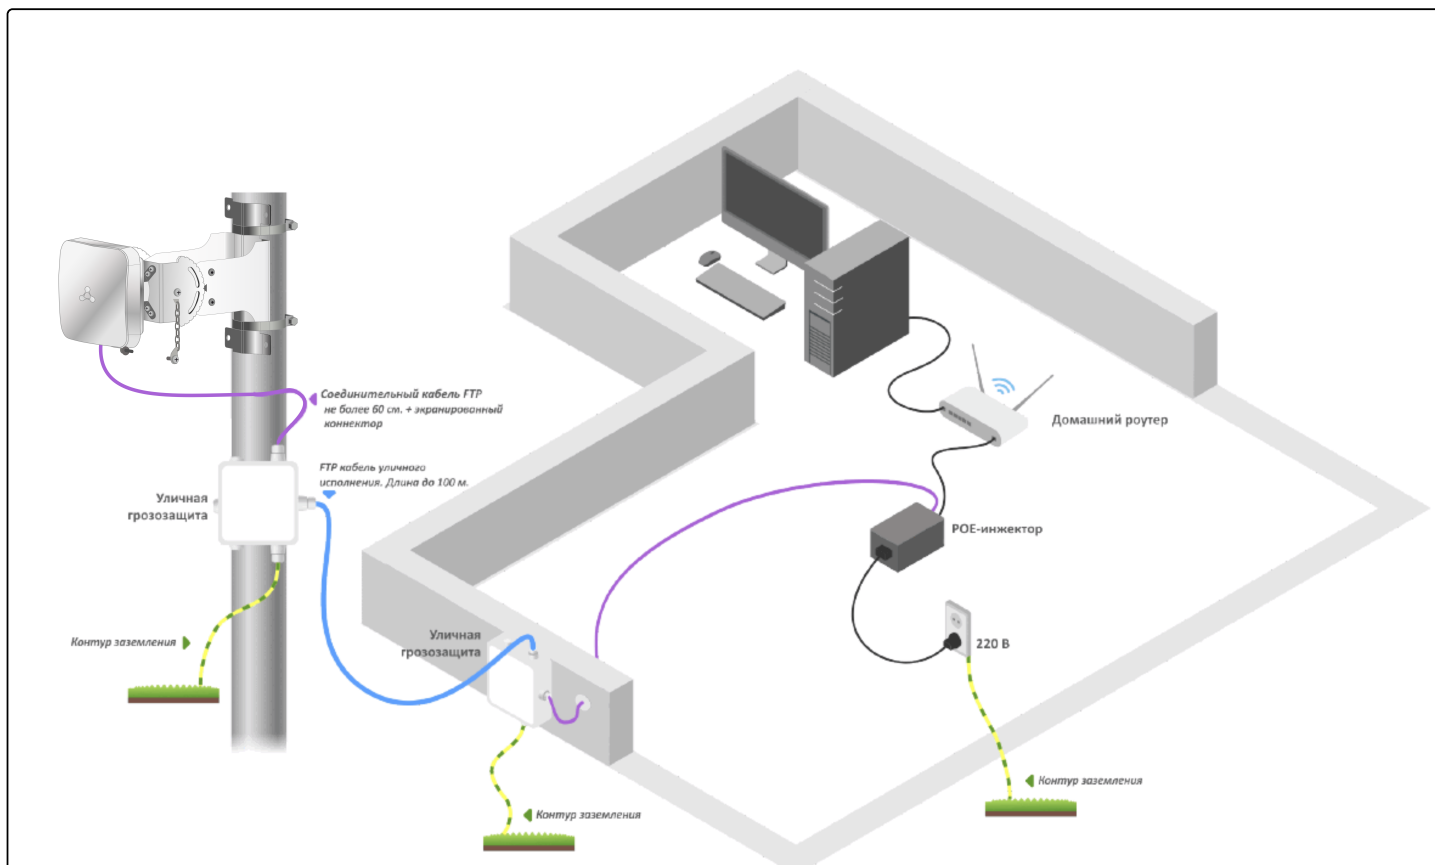 Соединительный кабель FTP
не более 60 см. + экранированный
коннектор
FTP кабель уличного
исполнения. Длина до 100 м.
Уличная
грозозащита
Контур заземления
Уличная
грозозащита
Контур заземления
Домашний роутер
POE-инжектор
220 В
Контур заземления